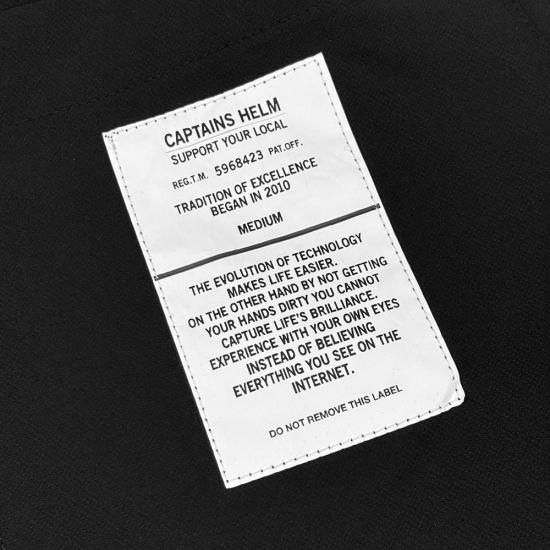 CAPTAINS HELM
SUPPORT YOUR LOCAL
REG.T.M. 5968423 PAT.OFF.
TRADITION OF EXCELLENCE
BEGAN IN 2010
MEDIUM
THE EVOLUTION OF TECHNOLOGY
MAKES LIFE EASIER.
ON THE OTHER HAND BY NOT GETTING
YOUR HANDS DIRTY YOU CANNOT
CAPTURE LIFE'S BRILLIANCE.
EXPERIENCE WITH YOUR OWN EYES
INSTEAD OF BELIEVING
EVERYTHING YOU SEE ON THE
INTERNET.
DO NOT REMOVE THIS LABEL